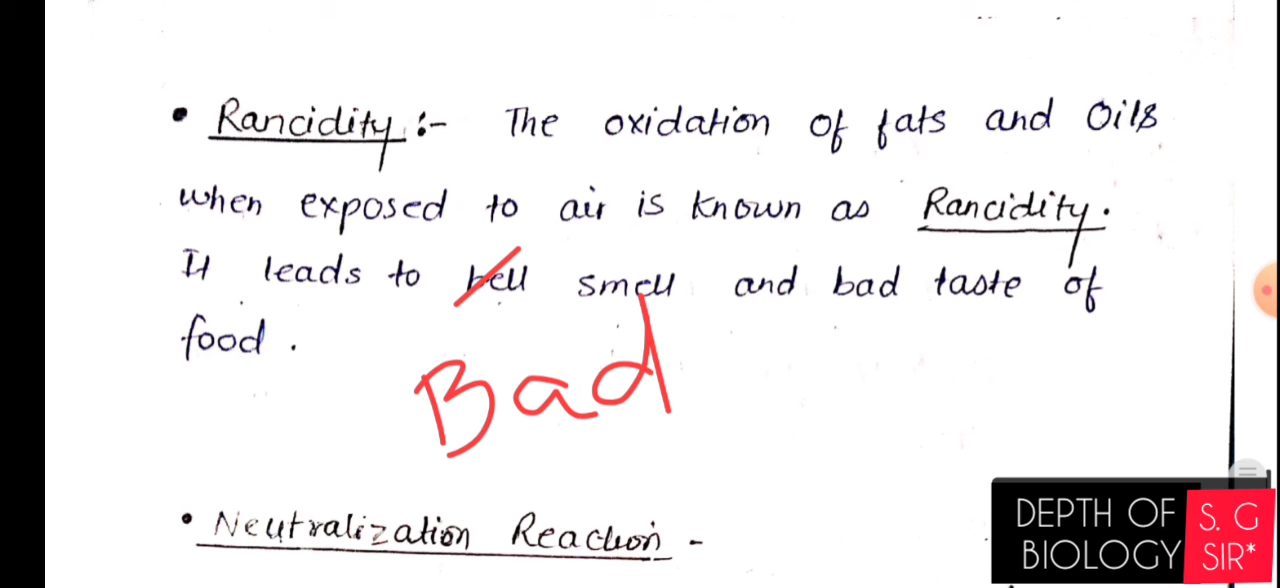 • Rancidity :- The oxidation of fats and Oils
when exposed to air is known as Rancidity.
It leads to bell smell and bad taste of
food .
Bad
• Neutralization Reaction -
DEPTH OF BIOLOGY
S. G SIR*